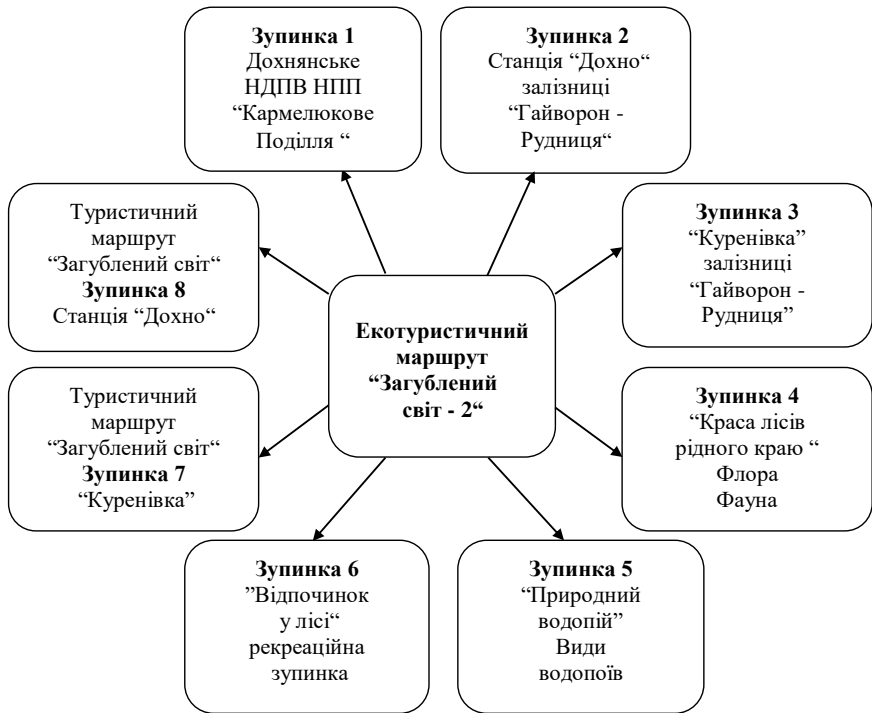 Зупинка 1
Дохнянське
НДПВ НПП
“Кармелюкове
Поділля “
Зупинка 2
Станція “Дохно“
залізниці
“Гайворон -
Рудниця“
Зупинка 3
“Куренівка”
залізниці
“Гайворон -
Рудниця”
Зупинка 4
“Краса лісів
рідного краю “
Флора
Фауна
Зупинка 5
“Природний
водопій”
Види
водопоїв
Зупинка 6
”Відпочинок
у лісі“
рекреаційна
зупинка
Туристичний
маршрут
“Загублений світ“
Зупинка 7
“Куренівка”
Туристичний
маршрут
“Загублений світ“
Зупинка 8
Станція “Дохно“
Екотуристичний
маршрут
“Загублений
світ - 2“